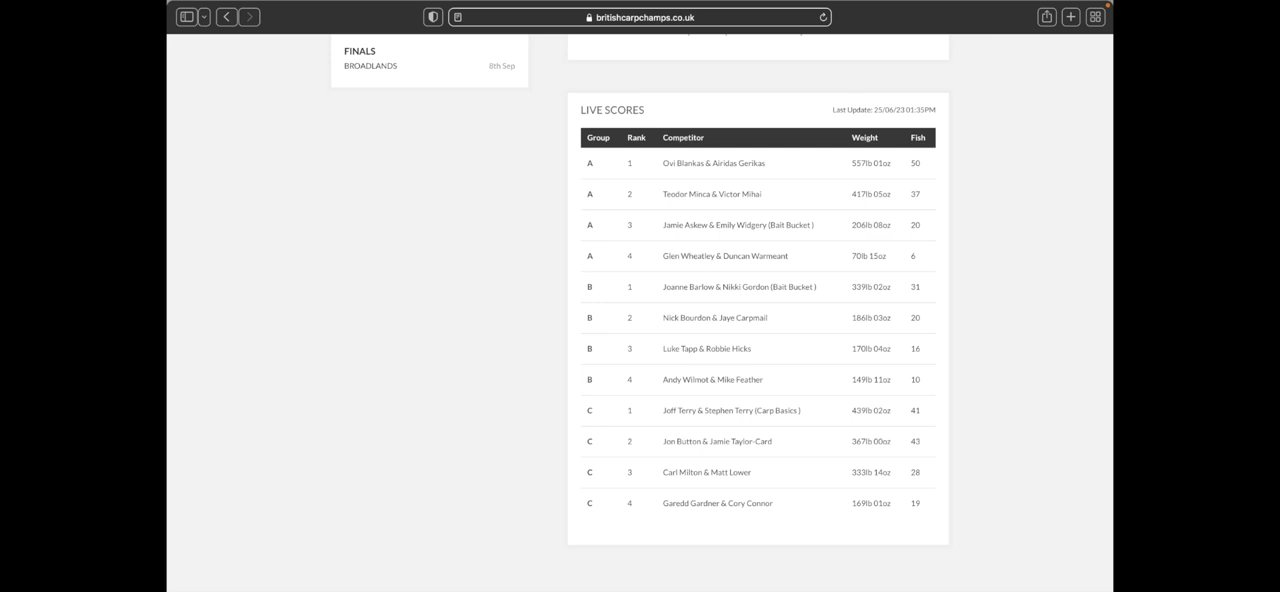 britishcarpchamps.co.uk
FINALS
BROADLANDS 8th Sep
LIVE SCORES Last Update: 25/06/23 01:35PM
Group Rank Competitor Weight Fish
A 1 Ovi Blankas & Airidas Gerikas 557lb 01oz 50
A 2 Teodor Minca & Victor Mihai 417lb 05oz 37
A 3 Jamie Askew & Emily Widgery (Bait Bucket ) 206lb 08oz 20
A 4 Glen Wheatley & Duncan Warmeant 70lb 15oz 6
B 1 Joanne Barlow & Nikki Gordon (Bait Bucket ) 339lb 02oz 31
B 2 Nick Bourdon & Jaye Carpmail 186lb 03oz 20
B 3 Luke Tapp & Robbie Hicks 170lb 04oz 16
B 4 Andy Wilmot & Mike Feather 149lb 11oz 10
C 1 Joff Terry & Stephen Terry (Carp Basics ) 439lb 02oz 41
C 2 Jon Button & Jamie Taylor-Card 367lb 00oz 43
C 3 Carl Milton & Matt Lower 333lb 14oz 28
C 4 Garedd Gardner & Cory Connor 169lb 01oz 19